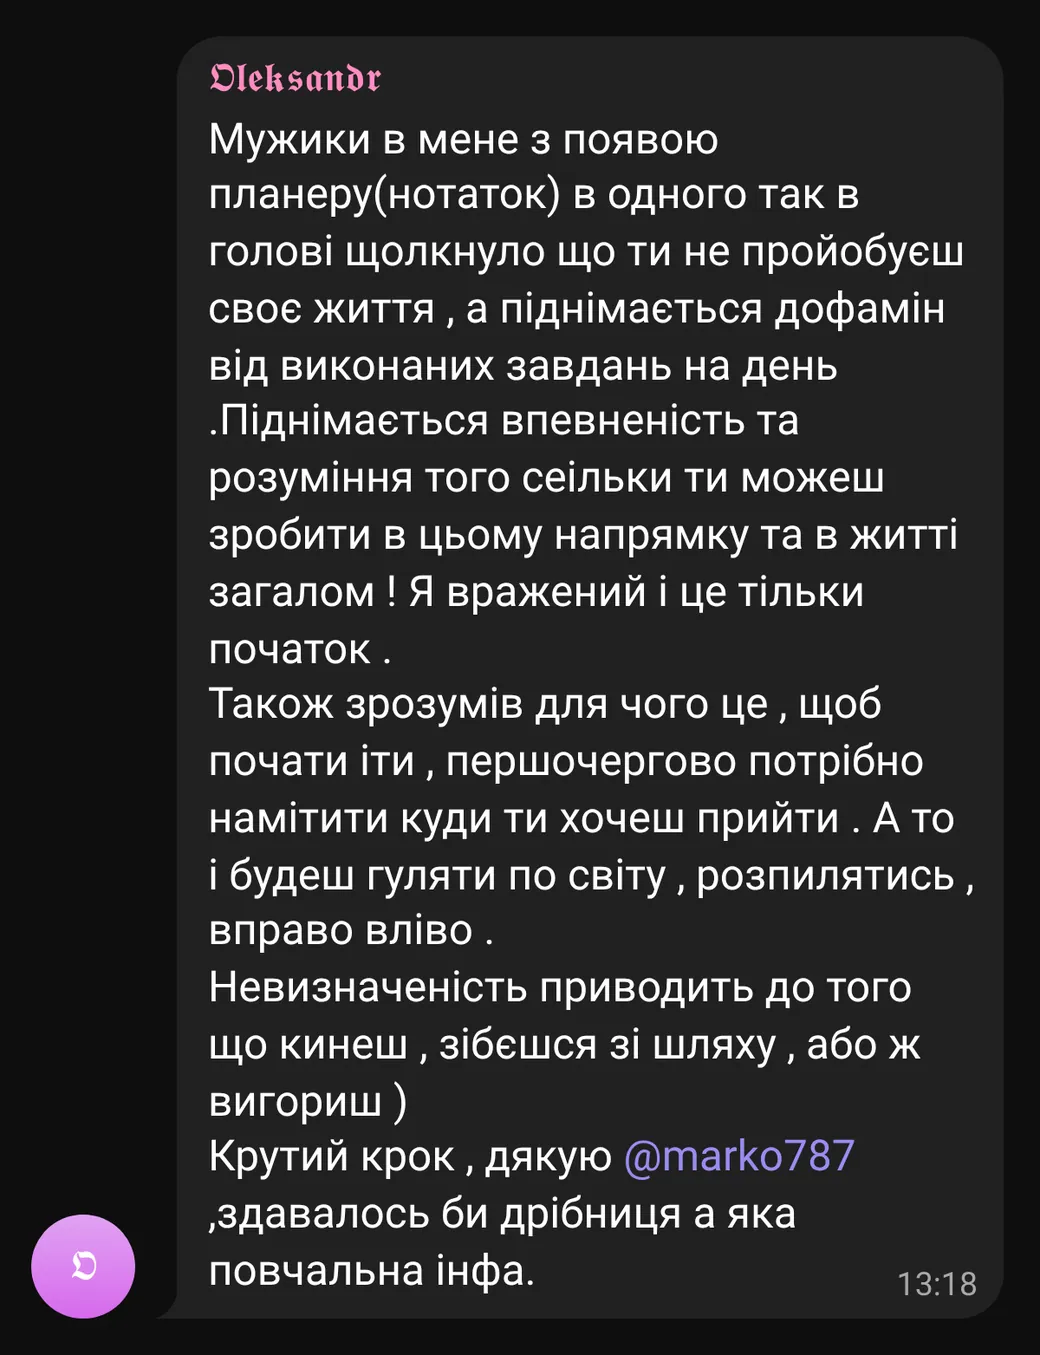 𝔒𝔩𝔢𝔨𝔰𝔞𝔫𝔡𝔯
Мужики в мене з появою
планеру(нотаток) в одного так в
голові щолкнуло що ти не пройобуєш
своє життя , а піднімається дофамін
від виконаних завдань на день
.Піднімається впевненість та
розуміння того сеільки ти можеш
зробити в цьому напрямку та в житті
загалом ! Я вражений і це тільки
початок .
Також зрозумів для чого це , щоб
почати іти , першочергово потрібно
намітити куди ти хочеш прийти . А то
і будеш гуляти по світу , розпилятись ,
вправо вліво .
Невизначеність приводить до того
що кинеш , зібєшся зі шляху , або ж
вигориш )
Крутий крок , дякую @marko787
,здавалось би дрібниця а яка
повчальна інфа.
13:18
𝔒